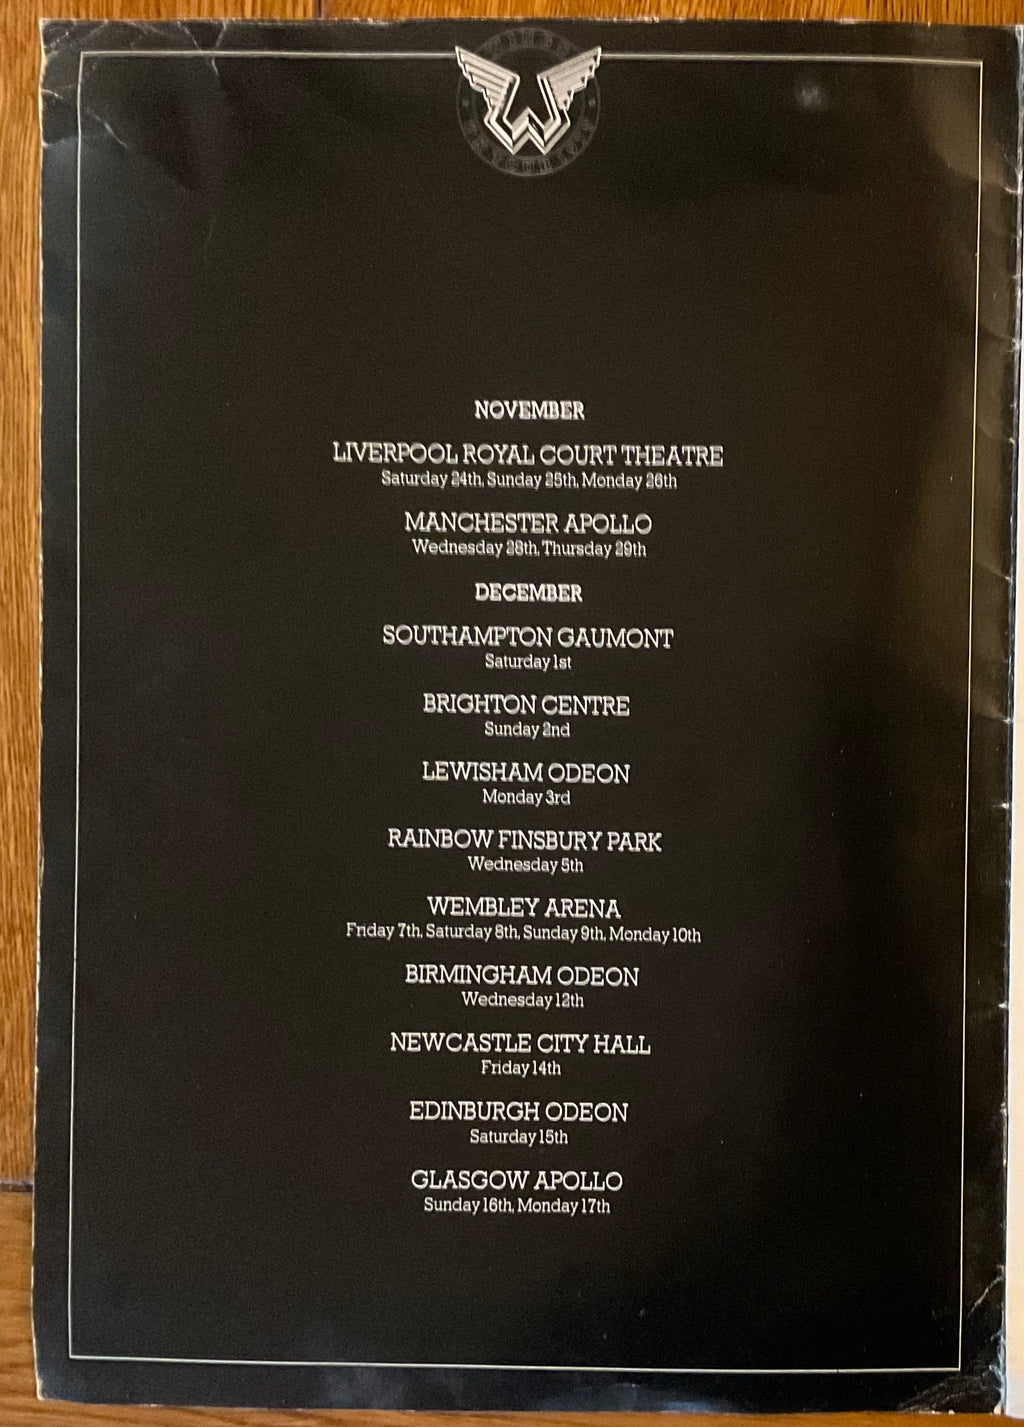 WINGS
NOVEMBER
LIVERPOOL ROYAL COURT THEATRE
Saturday 24th, Sunday 25th, Monday 26th
MANCHESTER APOLLO
Wednesday 28th, Thursday 29th
DECEMBER
SOUTHAMPTON GAUMONT
Saturday 1st
BRIGHTON CENTRE
Sunday 2nd
LEWISHAM ODEON
Monday 3rd
RAINBOW FINSBURY PARK
Wednesday 5th
WEMBLEY ARENA
Friday 7th, Saturday 8th, Sunday 9th, Monday 10th
BIRMINGHAM ODEON
Wednesday 12th
NEWCASTLE CITY HALL
Friday 14th
EDINBURGH ODEON
Saturday 15th
GLASGOW APOLLO
Sunday 16th, Monday 17th